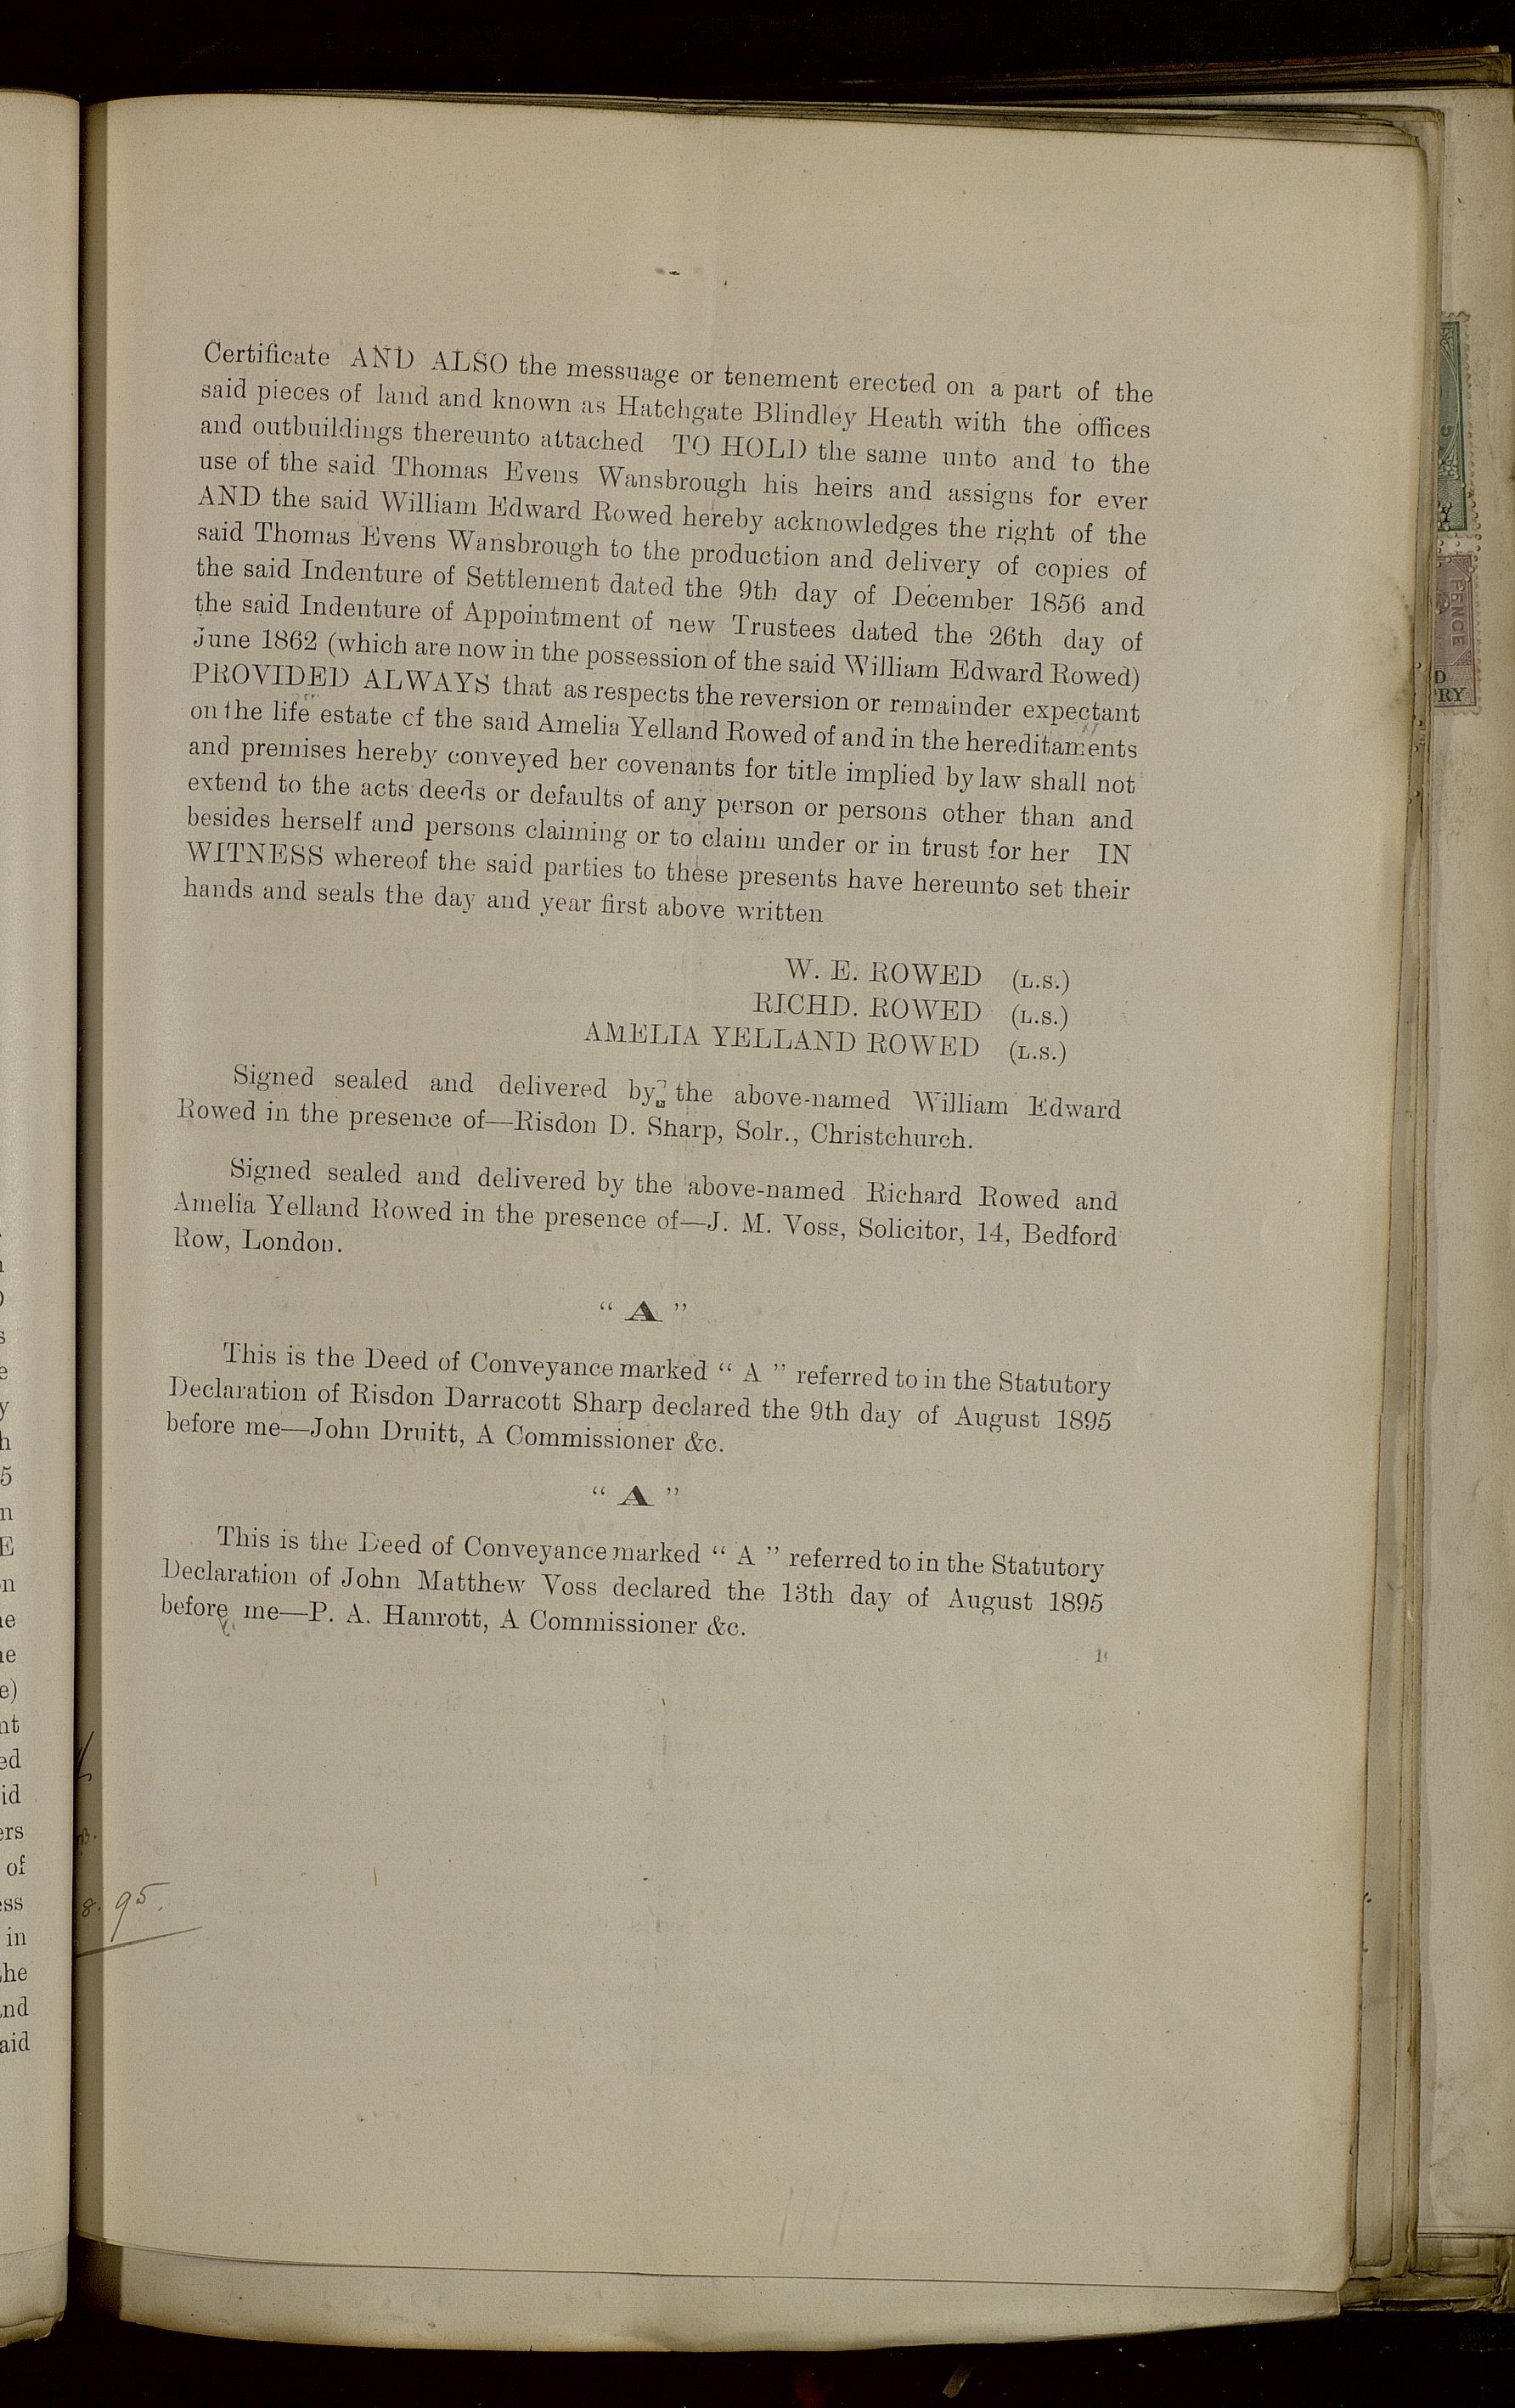 Certificate AND ALSO the messuage or tenement erected on a part of the
said pieces of land and known as Hatchgate Blindley Heath with the offices
and outbuildings thereunto attached TO HOLD the same unto and to the
use of the said Thomas Evens Wansbrough his heirs and assigns for ever
AND the said William Edward Rowed hereby acknowledges the right of the
said Thomas Evens Wansbrough to the production and delivery of copies of
the said Indenture of Settlement dated the 9th day of December 1856 and
the said Indenture of Appointment of new Trustees dated the 26th day of
June 1862 (which are now in the possession of the said William Edward Rowed)
PROVIDED ALWAYS that as respects the reversion or remainder expectant
on the life estate of the said Amelia Yelland Rowed of and in the hereditaments
and premises hereby conveyed her covenants for title implied by law shall not
extend to the acts deeds or defaults of any person or persons other than and
besides herself and persons claiming or to claim under or in trust for her IN
WITNESS whereof the said parties to these presents have hereunto set their
hands and seals the day and year first above written
W. E. ROWED (L.S.)
RICHD. ROWED (L.S.)
AMELIA YELLAND ROWED (L.S.)
Signed sealed and delivered by the above-named William Edward
Rowed in the presence of—Risdon D. Sharp, Solr., Christchurch.
Signed sealed and delivered by the above-named Richard Rowed and
Amelia Yelland Rowed in the presence of—J. M. Voss, Solicitor, 14, Bedford
Row, London.
" A "
This is the Deed of Conveyance marked " A " referred to in the Statutory
Declaration of Risdon Darracott Sharp declared the 9th day of August 1895
before me—John Druitt, A Commissioner &c.
" A "
This is the Deed of Conveyance marked " A " referred to in the Statutory
Declaration of John Matthew Voss declared the 13th day of August 1895
before me—P. A. Hanrott, A Commissioner &c.
8. 95.
PENCE